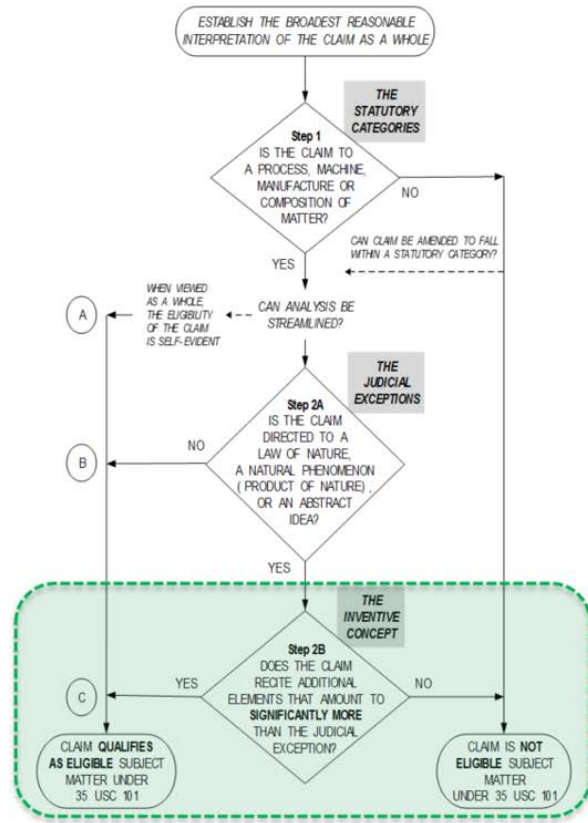 ESTABLISH THE BROADEST REASONABLE
INTERPRETATION OF THE CLAIM AS A WHOLE
THE
STATUTORY
CATEGORIES
Step 1
IS THE CLAIM TO
A PROCESS, MACHINE,
MANUFACTURE OR
COMPOSITION OF
MATTER?
NO
YES
CAN CLAIM BE AMENDED TO FALL
WITHIN A STATUTORY CATEGORY?
A
WHEN VIEWED
AS A WHOLE,
THE ELIGIBILITY
OF THE CLAIM
IS SELF-EVIDENT
CAN ANALYSIS BE
STREAMLINED?
THE
JUDICIAL
EXCEPTIONS
Step 2A
IS THE CLAIM
DIRECTED TO A
LAW OF NATURE,
A NATURAL PHENOMENON
( PRODUCT OF NATURE) ,
OR AN ABSTRACT
IDEA?
NO
B
YES
THE
INVENTIVE
CONCEPT
Step 2B
DOES THE CLAIM
RECITE ADDITIONAL
ELEMENTS THAT AMOUNT TO
SIGNIFICANTLY MORE
THAN THE JUDICIAL
EXCEPTION?
C
YES
NO
CLAIM QUALIFIES
AS ELIGIBLE SUBJECT
MATTER UNDER
35 USC 101
CLAIM IS NOT
ELIGIBLE SUBJECT
MATTER
UNDER 35 USC 101